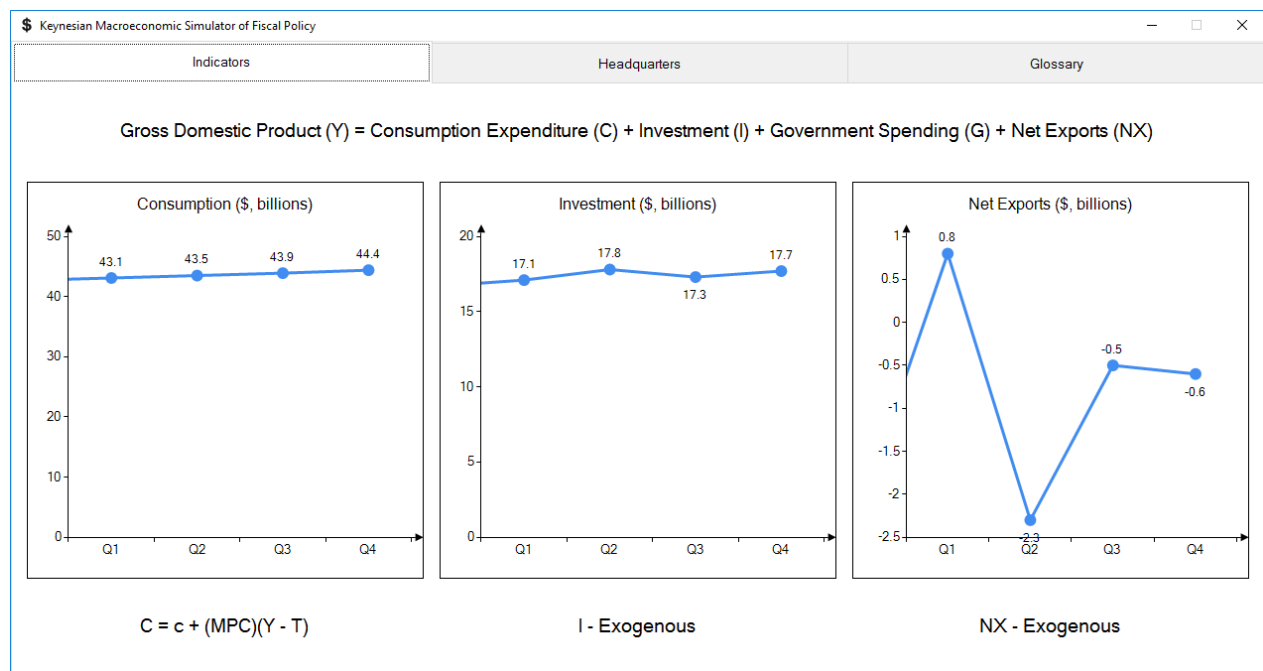 $ Keynesian Macroeconomic Simulator of Fiscal Policy
Indicators
Headquarters
Glossary
Gross Domestic Product (Y) = Consumption Expenditure (C) + Investment (I) + Government Spending (G) + Net Exports (NX)
Consumption ($, billions)
50
40
30
20
10
0
43.1
43.5
43.9
44.4
Q1
Q2
Q3
Q4
C = c + (MPC)(Y - T)
Investment ($, billions)
20
15
10
5
0
17.1
17.8
17.3
17.7
Q1
Q2
Q3
Q4
I - Exogenous
Net Exports ($, billions)
1
0.5
0
-0.5
-1
-1.5
-2
-2.5
0.8
-2.3
-0.5
-0.6
Q1
Q2
Q3
Q4
NX - Exogenous